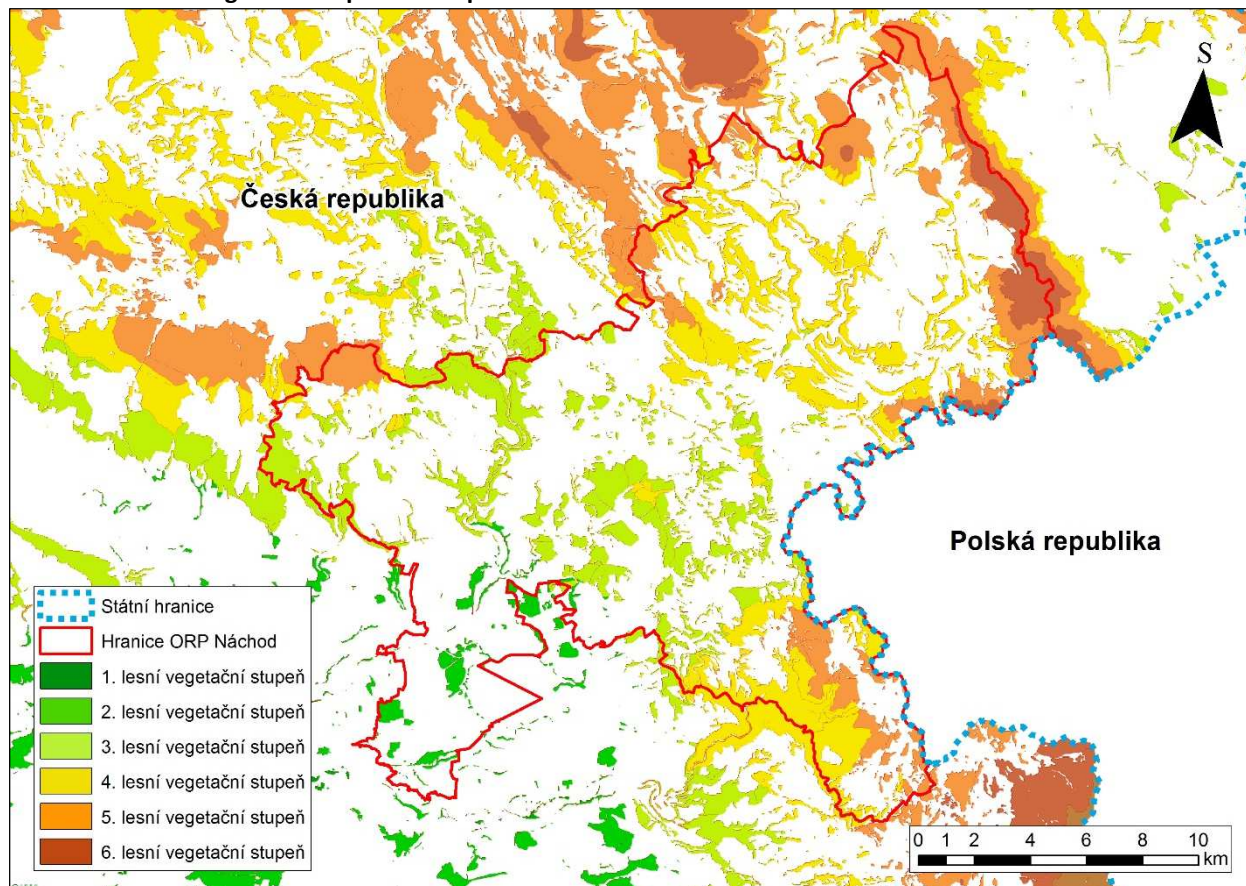 S
Česká republika
Polská republika
Státní hranice
Hranice ORP Náchod
1. lesní vegetační stupeň
2. lesní vegetační stupeň
3. lesní vegetační stupeň
4. lesní vegetační stupeň
5. lesní vegetační stupeň
6. lesní vegetační stupeň
0 1 2 4 6 8 10
km